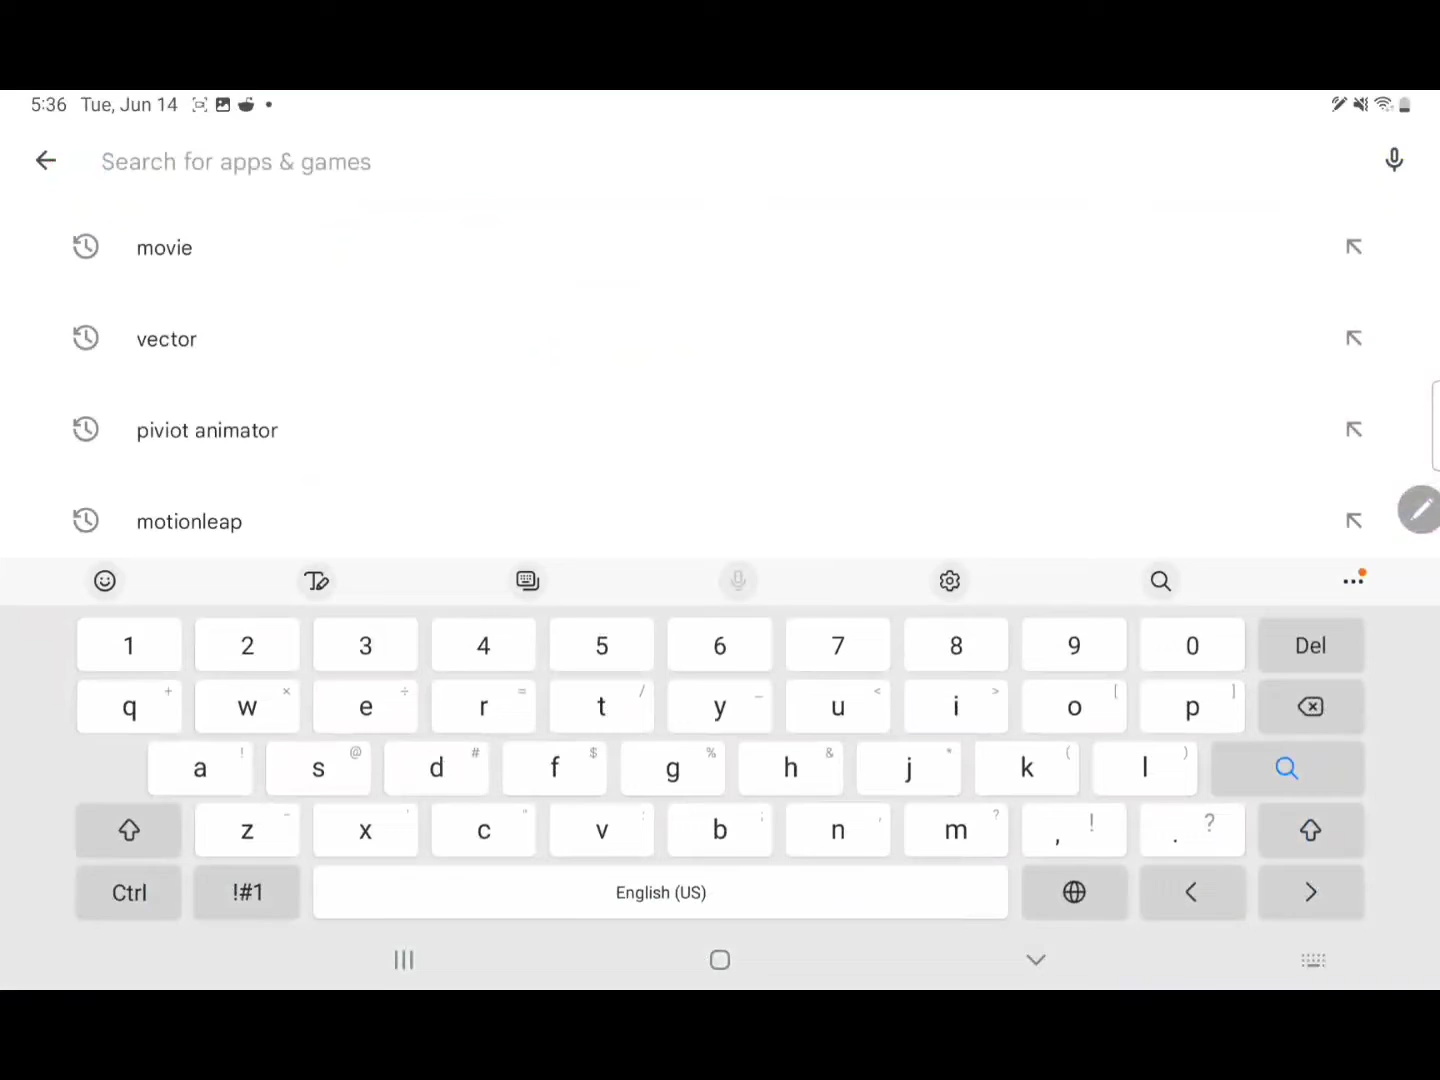 5:36 Tue, Jun 14
Search for apps & games
movie
vector
piviot animator
motionleap
1 2 3 4 5 6 7 8 9 0 Del
q + w × e ÷ r = t / y _ u < i > o [ p ]
a ! s @ d # f $ g % h & j * k ( l )
z - x ' c " v : b ; n , m ? , ! . ?
Ctrl !#1 English (US) < >